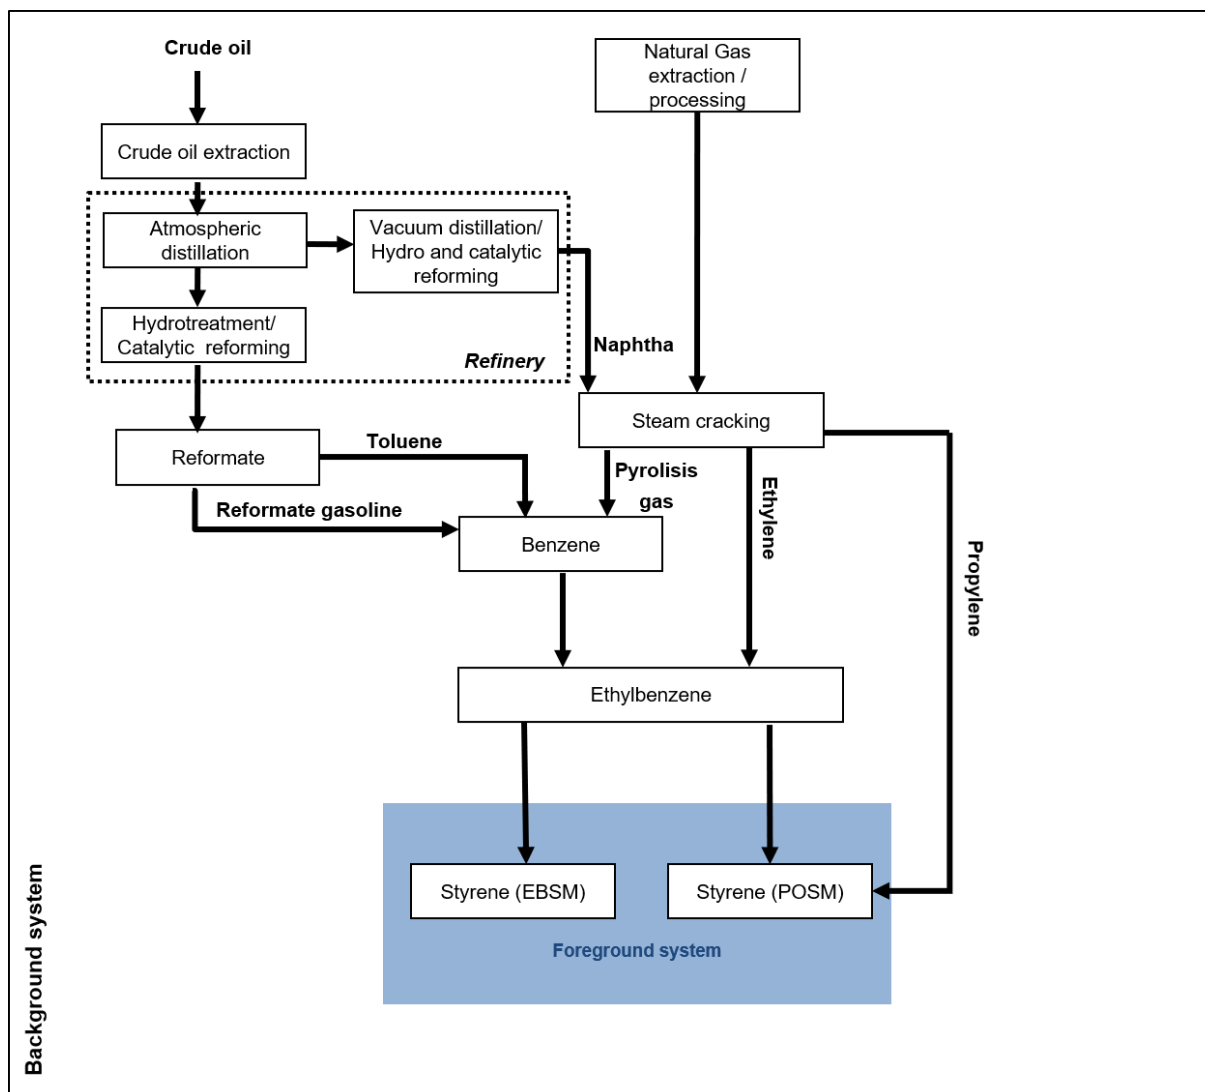 Crude oil
Natural Gas
extraction /
processing
Crude oil extraction
Atmospheric
distillation
Vacuum distillation/
Hydro and catalytic
reforming
Hydrotreatment/
Catalytic reforming
Refinery
Naphtha
Steam cracking
Reformate
Toluene
Pyrolisis
gas
Ethylene
Reformate gasoline
Benzene
Propylene
Ethylbenzene
Styrene (EBSM)
Styrene (POSM)
Foreground system
Background system